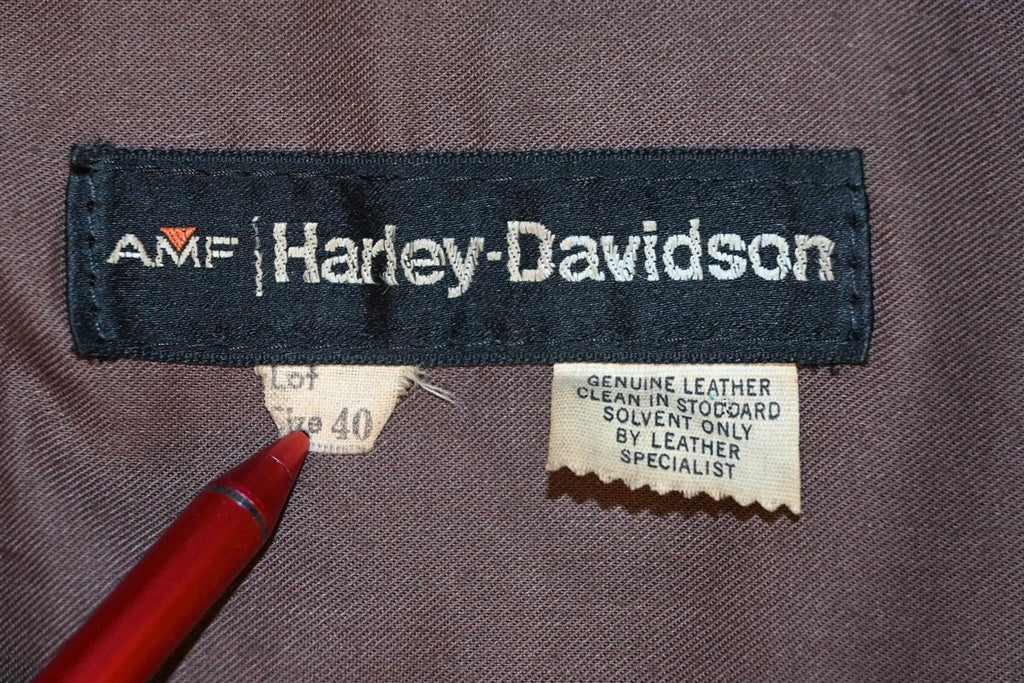 AMF | Harley-Davidson
Lot
Size 40
GENUINE LEATHER
CLEAN IN STODDARD
SOLVENT ONLY
BY LEATHER
SPECIALIST